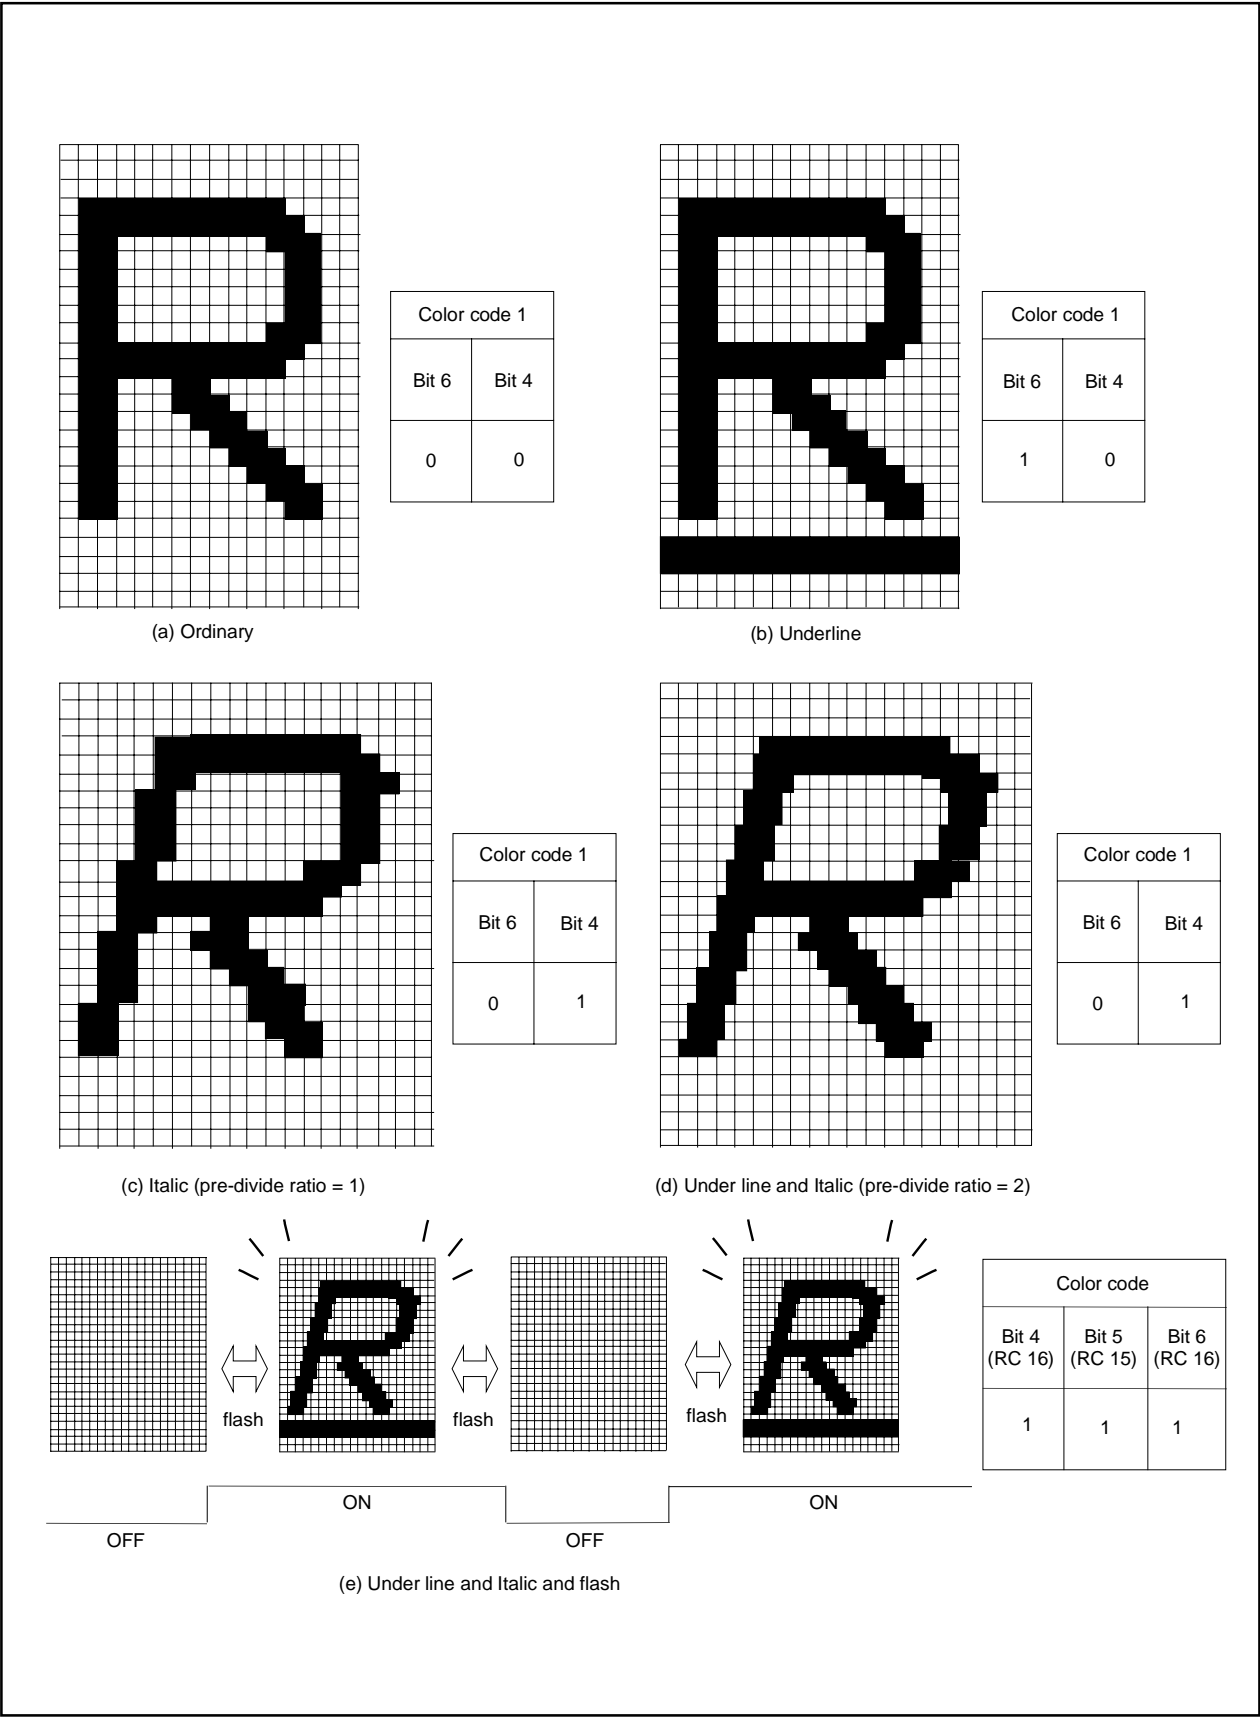 Color code 1
Bit 6 Bit 4
0 0
(a) Ordinary
Color code 1
Bit 6 Bit 4
1 0
(b) Underline
Color code 1
Bit 6 Bit 4
0 1
(c) Italic (pre-divide ratio = 1)
Color code 1
Bit 6 Bit 4
0 1
(d) Under line and Italic (pre-divide ratio = 2)
R
R
R
R
flash
R
flash
flash
R
Color code
Bit 4 Bit 5 Bit 6
(RC 16) (RC 15) (RC 16)
1 1 1
OFF
ON
OFF
ON
(e) Under line and Italic and flash